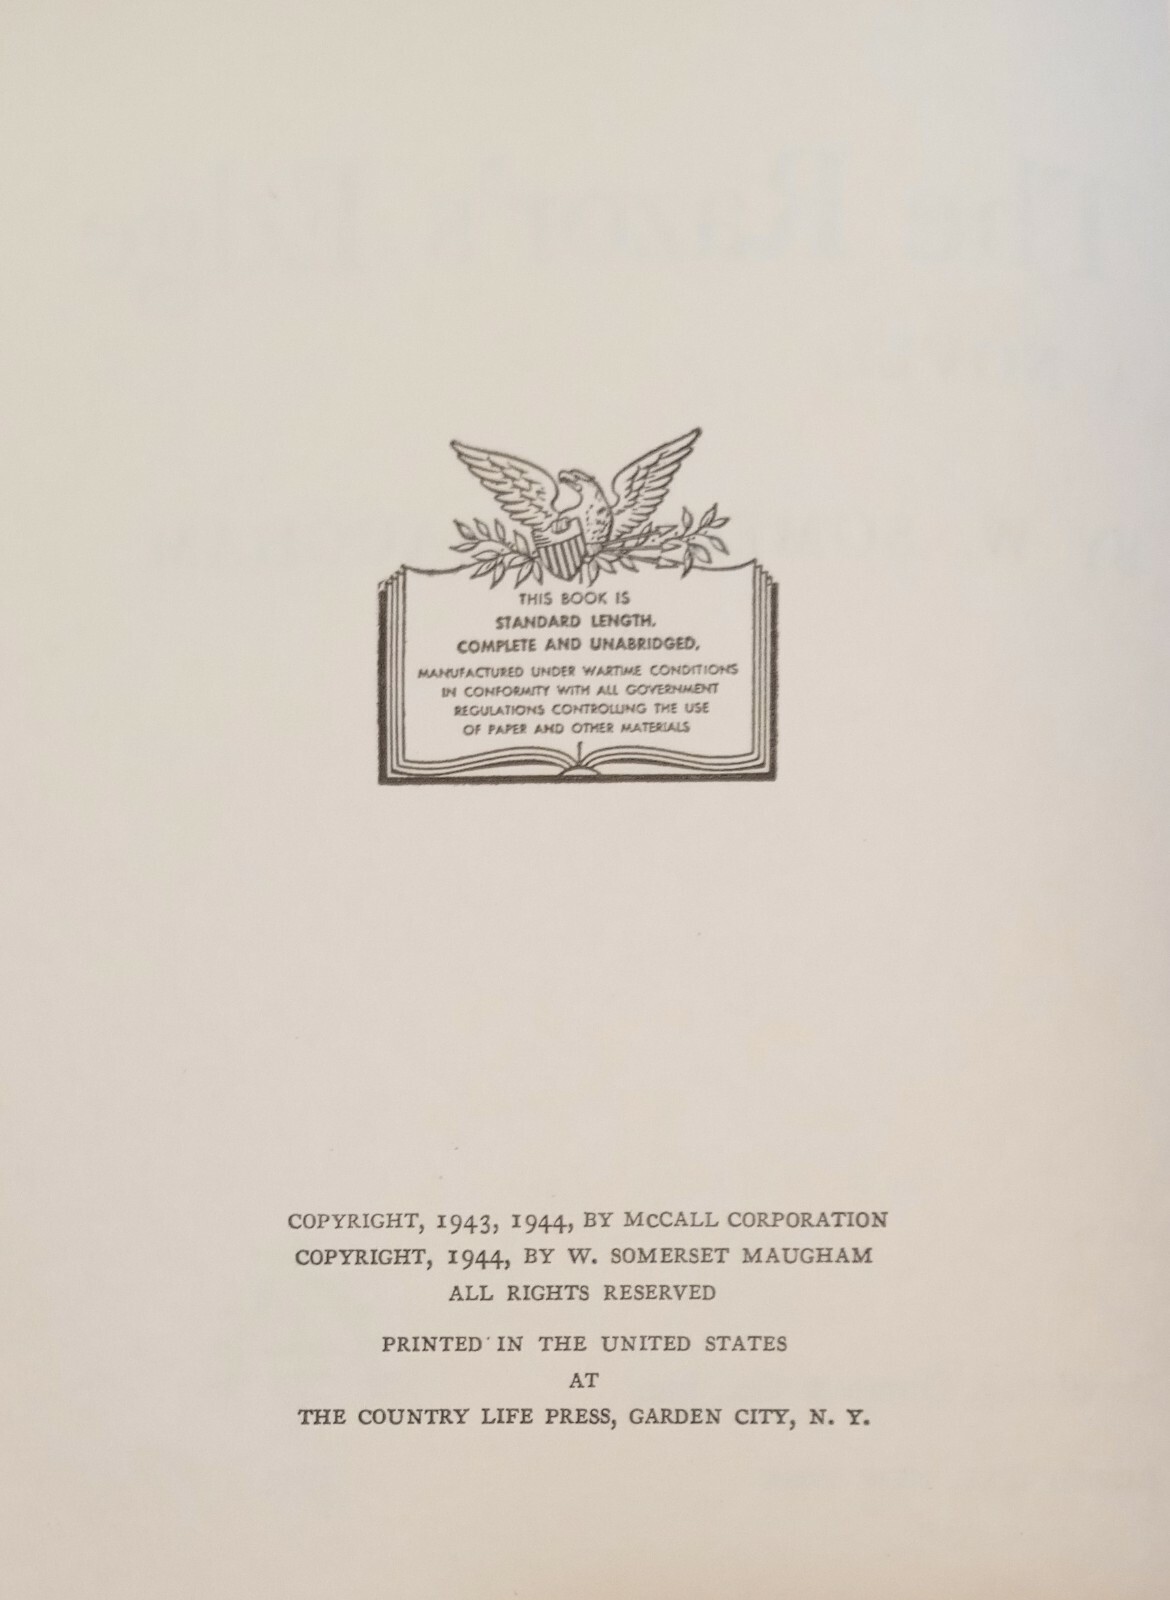 THIS BOOK IS
STANDARD LENGTH,
COMPLETE AND UNABRIDGED,
MANUFACTURED UNDER WARTIME CONDITIONS
IN CONFORMITY WITH ALL GOVERNMENT
REGULATIONS CONTROLLING THE USE
OF PAPER AND OTHER MATERIALS
COPYRIGHT, 1943, 1944, BY McCALL CORPORATION
COPYRIGHT, 1944, BY W. SOMERSET MAUGHAM
ALL RIGHTS RESERVED
PRINTED IN THE UNITED STATES
AT
THE COUNTRY LIFE PRESS, GARDEN CITY, N. Y.